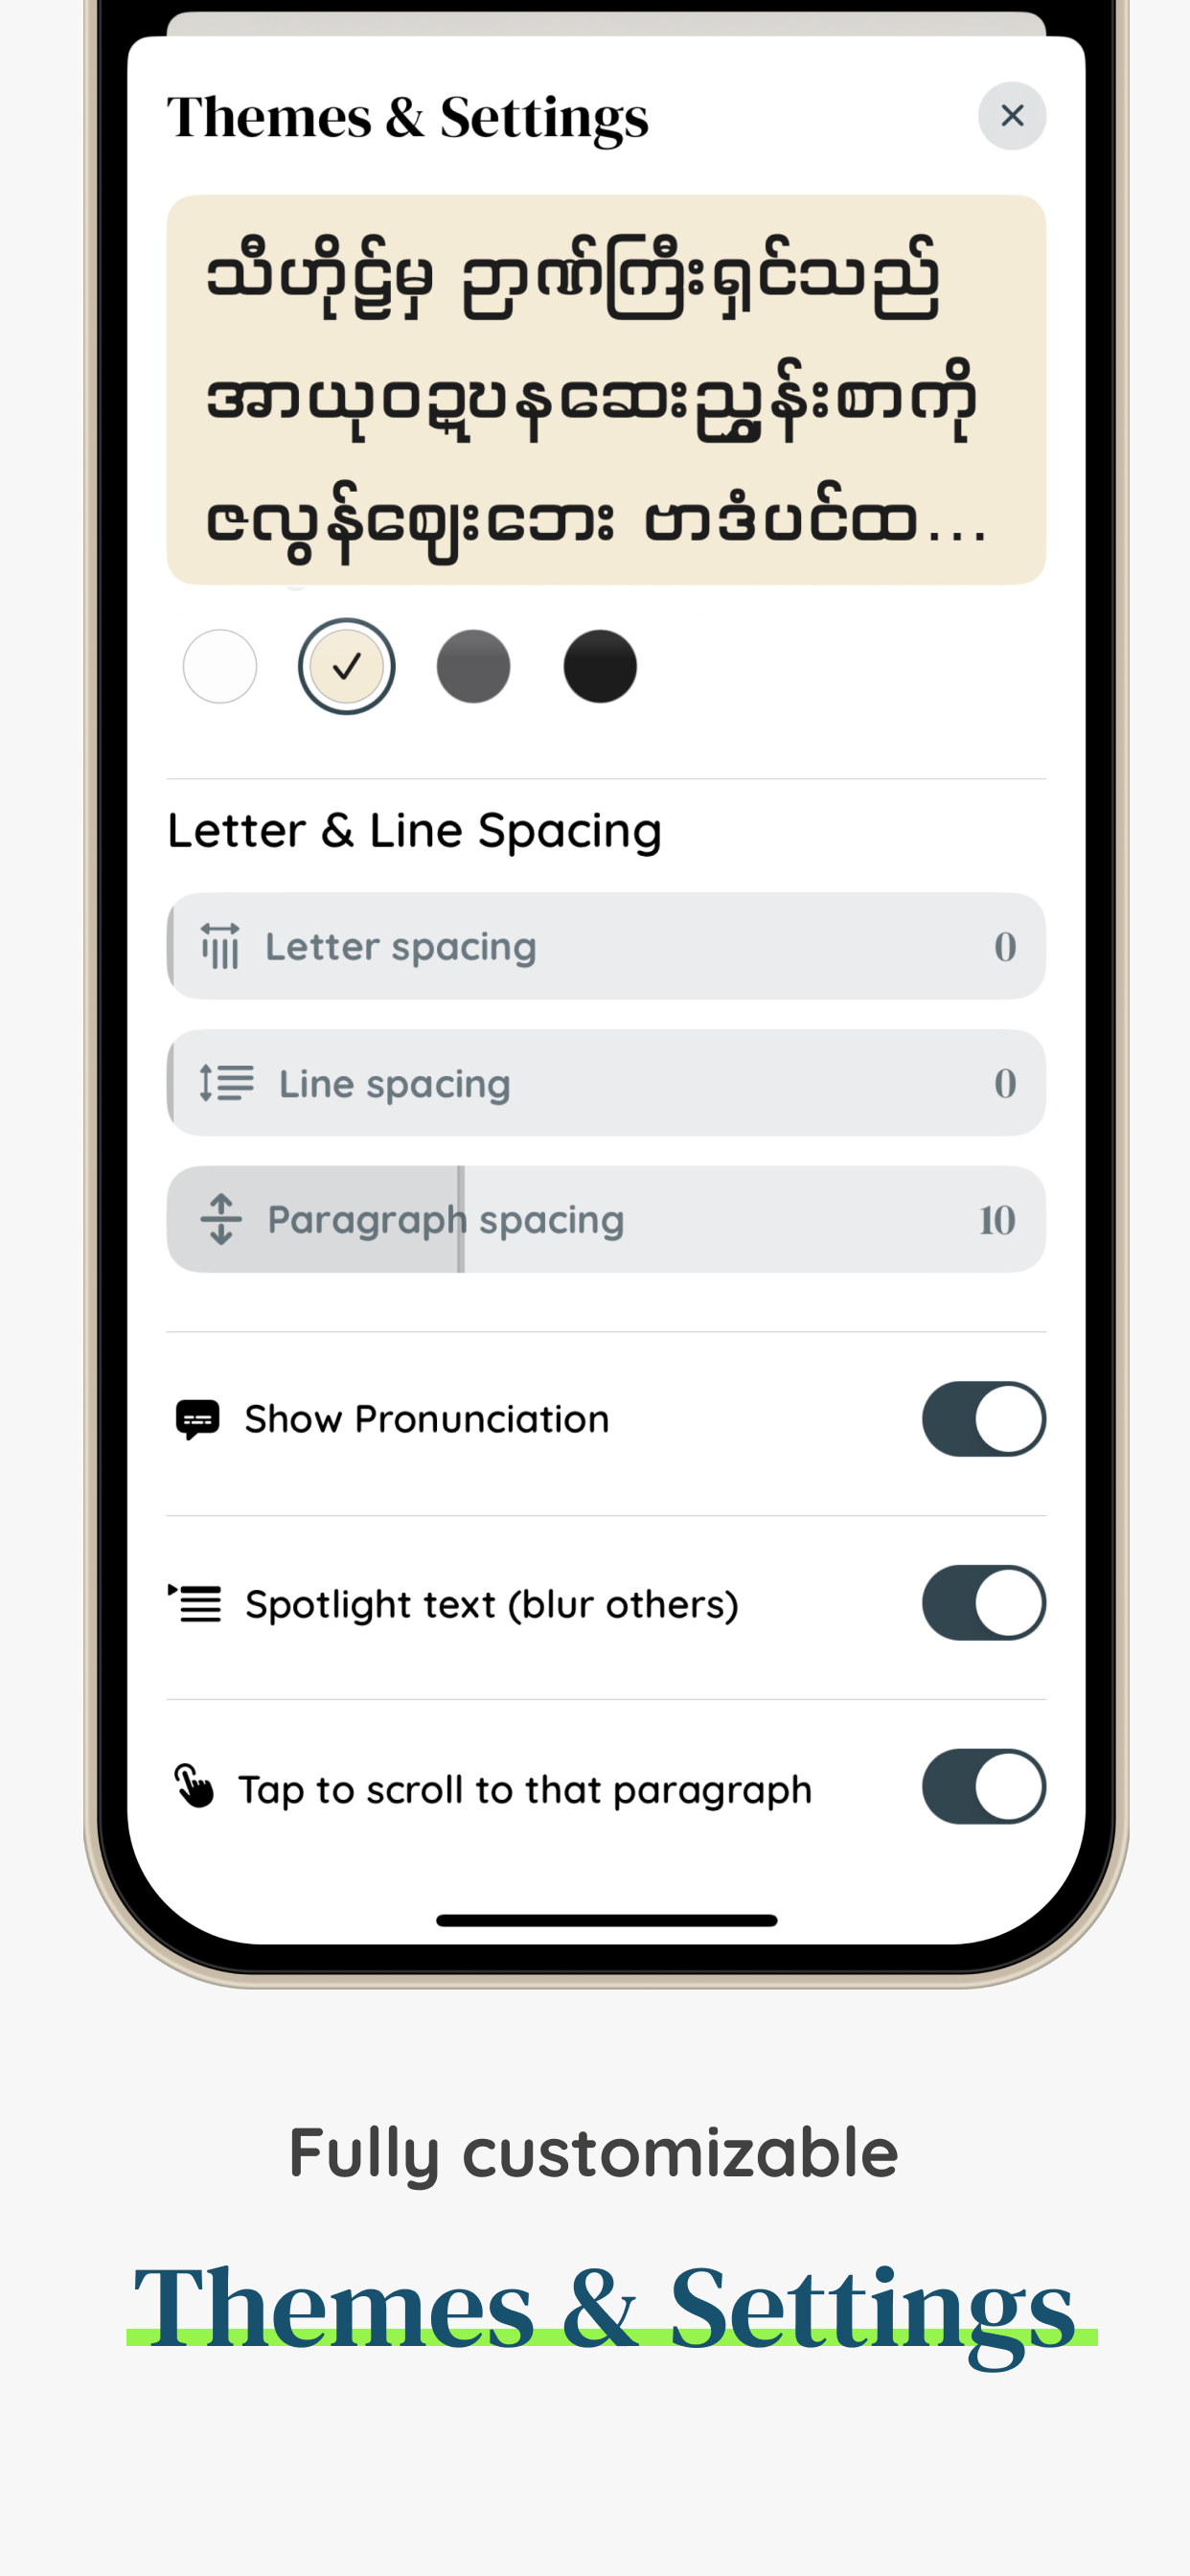 Themes & Settings
သီဟိုဠ်မှ ဉာဏ်ကြီးရှင်သည်
အာယုဝဍ္ဎနဆေးညွှန်းစာကို
ဇလွန်ဈေးဘေး ဗာဒံပင်ထ...
Letter & Line Spacing
Letter spacing 0
Line spacing 0
Paragraph spacing 10
Show Pronunciation
Spotlight text (blur others)
Tap to scroll to that paragraph
Fully customizable
Themes & Settings